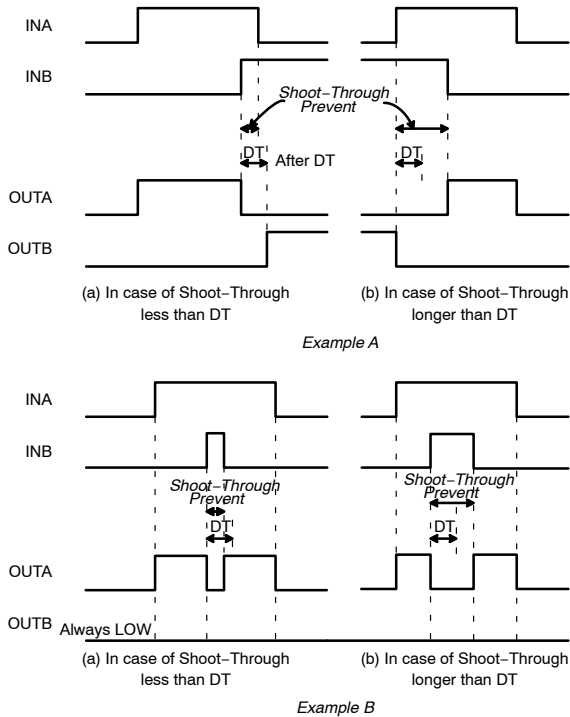 INA
INB
Shoot−Through
Prevent
DT
DT
After DT
OUTA
OUTB
(a) In case of Shoot−Through
less than DT
(b) In case of Shoot−Through
longer than DT
Example A
INA
INB
Shoot−Through
Prevent
Shoot−Through
Prevent
DT
DT
OUTA
OUTB
Always LOW
(a) In case of Shoot−Through
less than DT
(b) In case of Shoot−Through
longer than DT
Example B